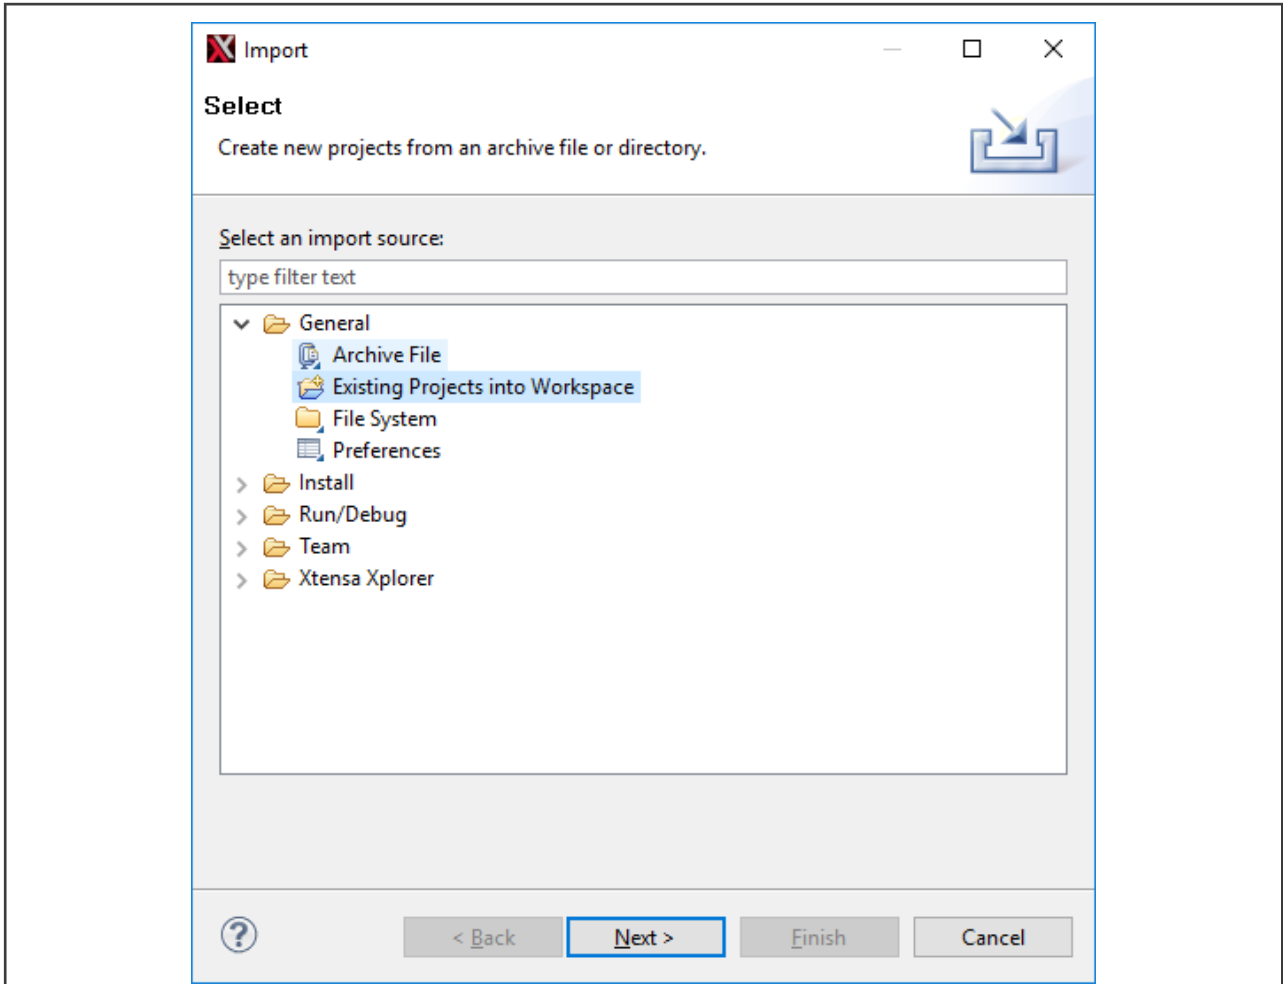 Import
Select
Create new projects from an archive file or directory.
Select an import source:
type filter text
General
Archive File
Existing Projects into Workspace
File System
Preferences
Install
Run/Debug
Team
Xtensa Xplorer
?
< Back
Next >
Finish
Cancel